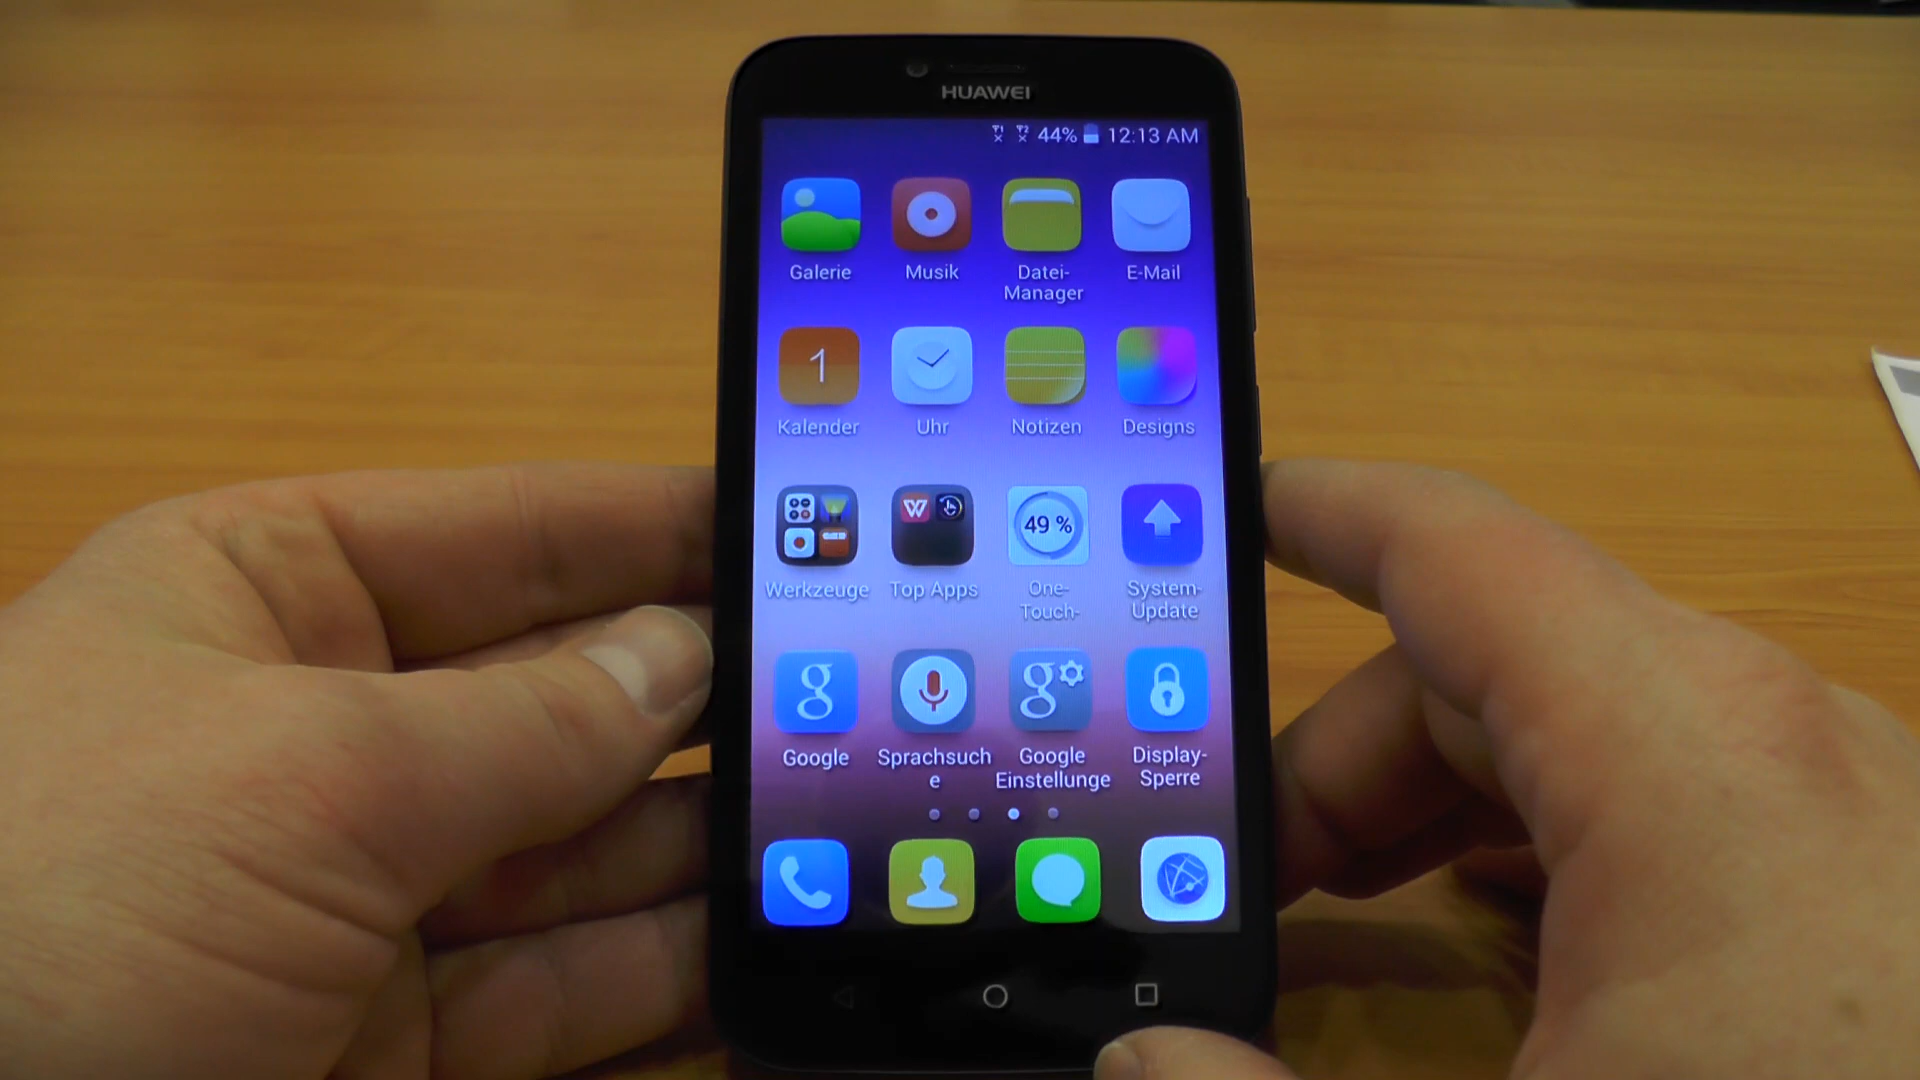 HUAWEI
44% 12:13 AM
Galerie Musik Datei- E-Mail
Manager
1
Kalender Uhr Notizen Designs
W 49 %
Werkzeuge Top Apps One- System-
Touch- Update
g g
Google Sprachsuch Google Display-
e Einstellunge Sperre